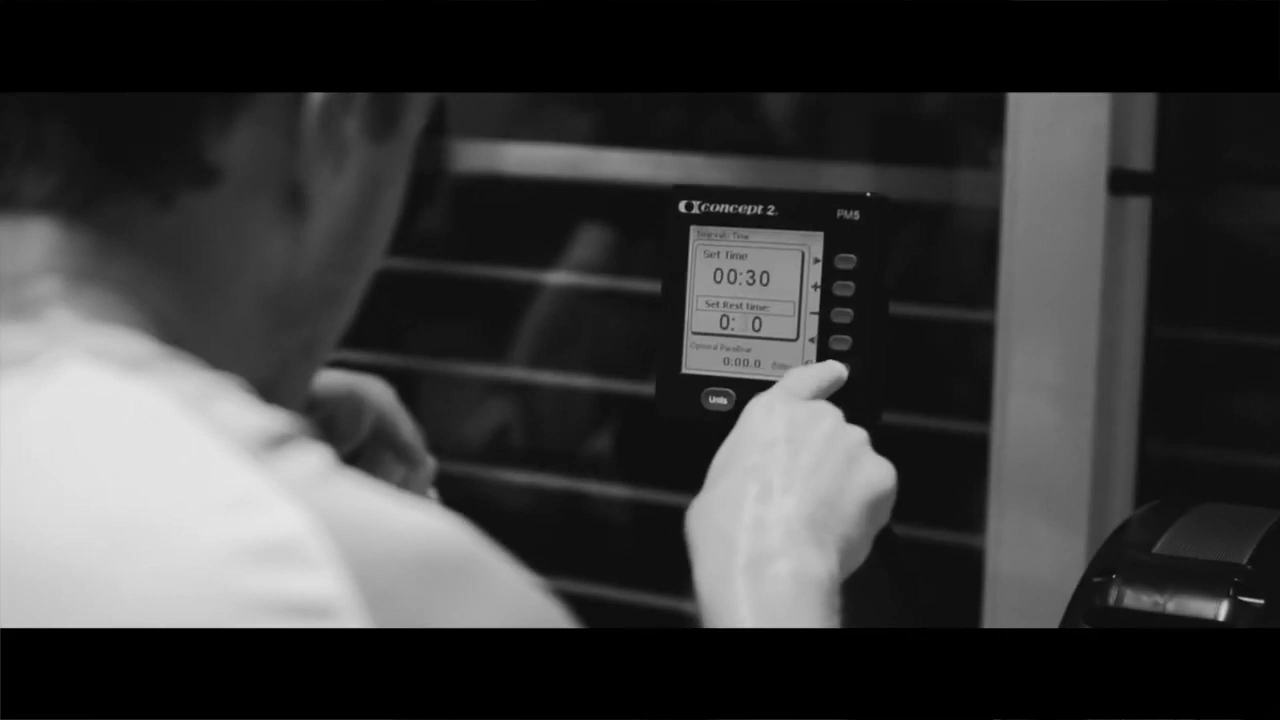 concept 2.
PM5
Intervals: Time
Set Time
00:30
Set Rest time:
0: 0
Optional PaceBoat
0:00.0
Units